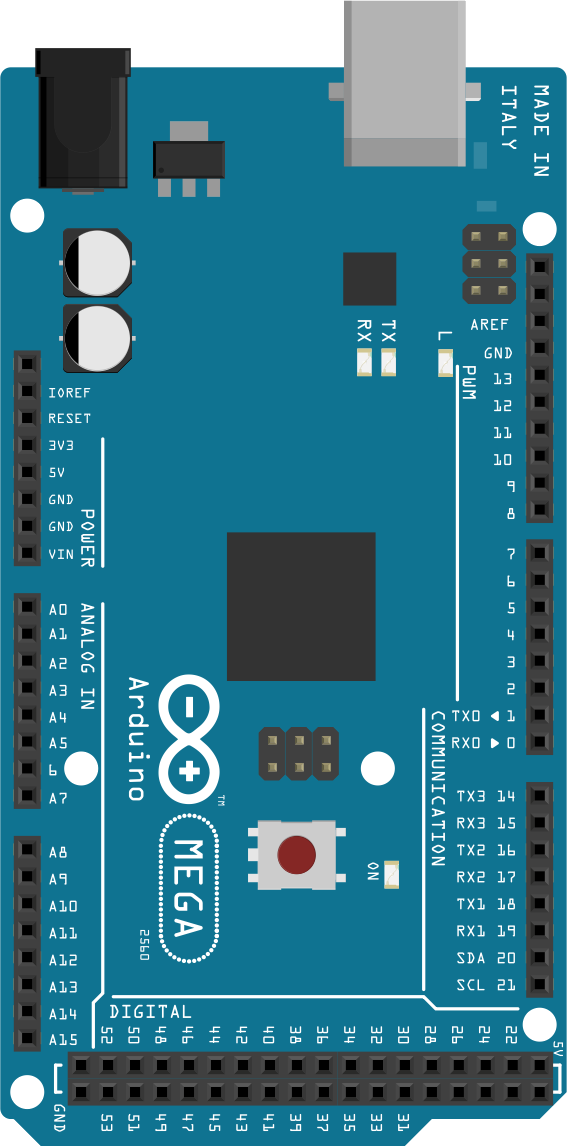 MADE IN
ITALY
RX
TX
L
AREF
GND
13
12
11
10
9
8
PWM
7
6
5
4
3
2
TX0 ◀ 1
RX0 ▶ 0
COMMUNICATION
TX3 14
RX3 15
TX2 16
RX2 17
TX1 18
RX1 19
SDA 20
SCL 21
IOREF
RESET
3V3
5V
GND
GND
VIN
POWER
A0
A1
A2
A3
A4
A5
6
A7
ANALOG IN
A8
A9
A10
A11
A12
A13
A14
A15
Arduino
TM
MEGA
2560
ON
DIGITAL
52 50 48 46 44 42 40 38 36 34 32 30 28 26 24 22
5V
GND
53 51 49 47 45 43 41 39 37 35 33 31